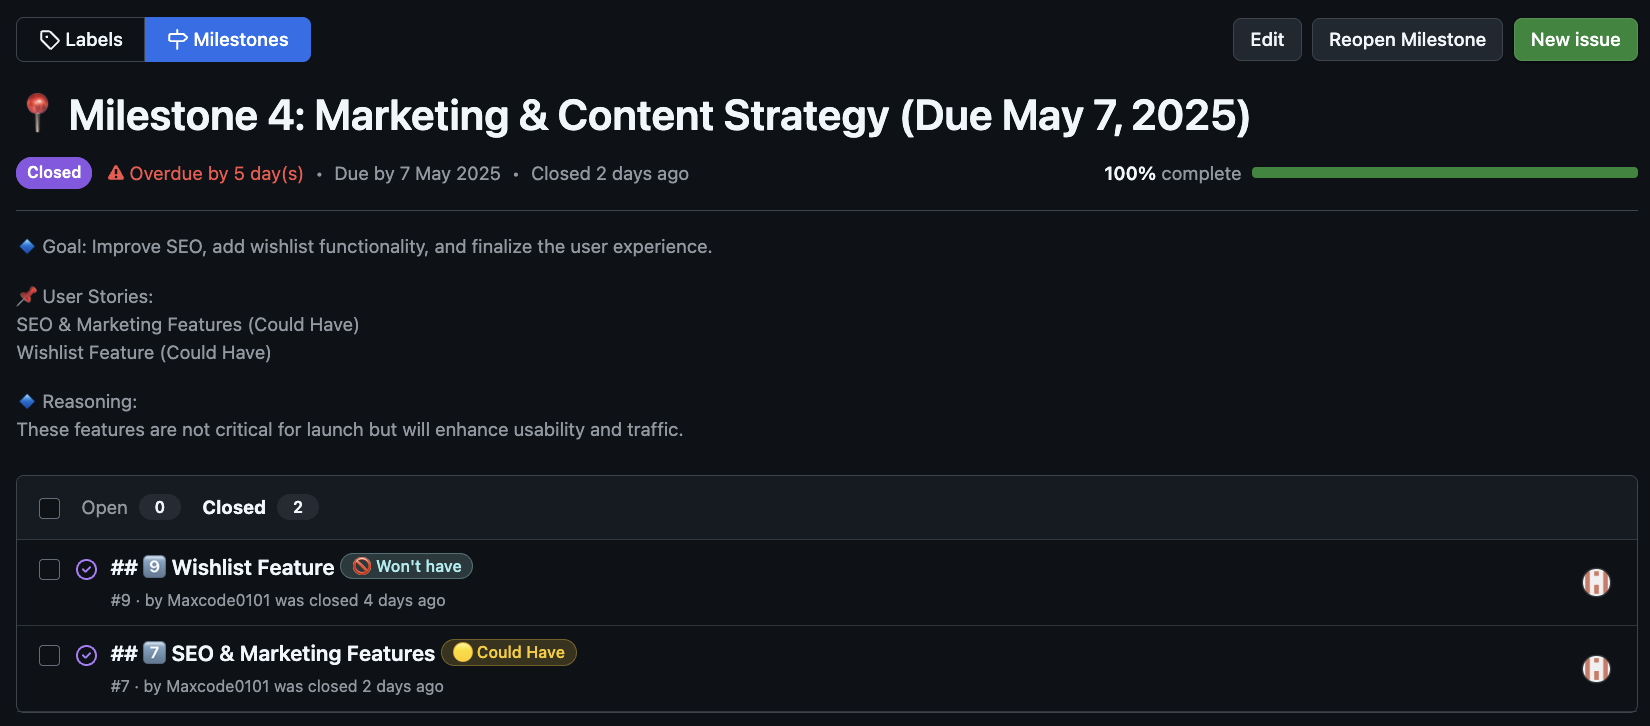 Labels Milestones Edit Reopen Milestone New issue
📍 Milestone 4: Marketing & Content Strategy (Due May 7, 2025)
Closed Overdue by 5 day(s) • Due by 7 May 2025 • Closed 2 days ago 100% complete
🔹 Goal: Improve SEO, add wishlist functionality, and finalize the user experience.
📌 User Stories:
SEO & Marketing Features (Could Have)
Wishlist Feature (Could Have)
🔹 Reasoning:
These features are not critical for launch but will enhance usability and traffic.
Open 0 Closed 2
## 9️⃣ Wishlist Feature 🚫 Won't have
#9 · by Maxcode0101 was closed 4 days ago
## 7️⃣ SEO & Marketing Features 🟡 Could Have
#7 · by Maxcode0101 was closed 2 days ago